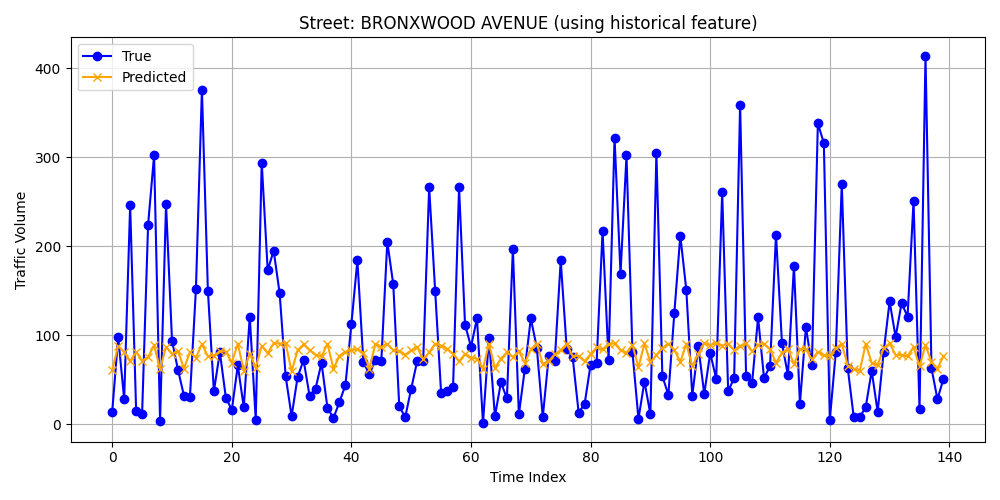 Street: BRONXWOOD AVENUE (using historical feature)
True
Predicted
Traffic Volume
400
300
200
100
0
0 20 40 60 80 100 120 140
Time Index